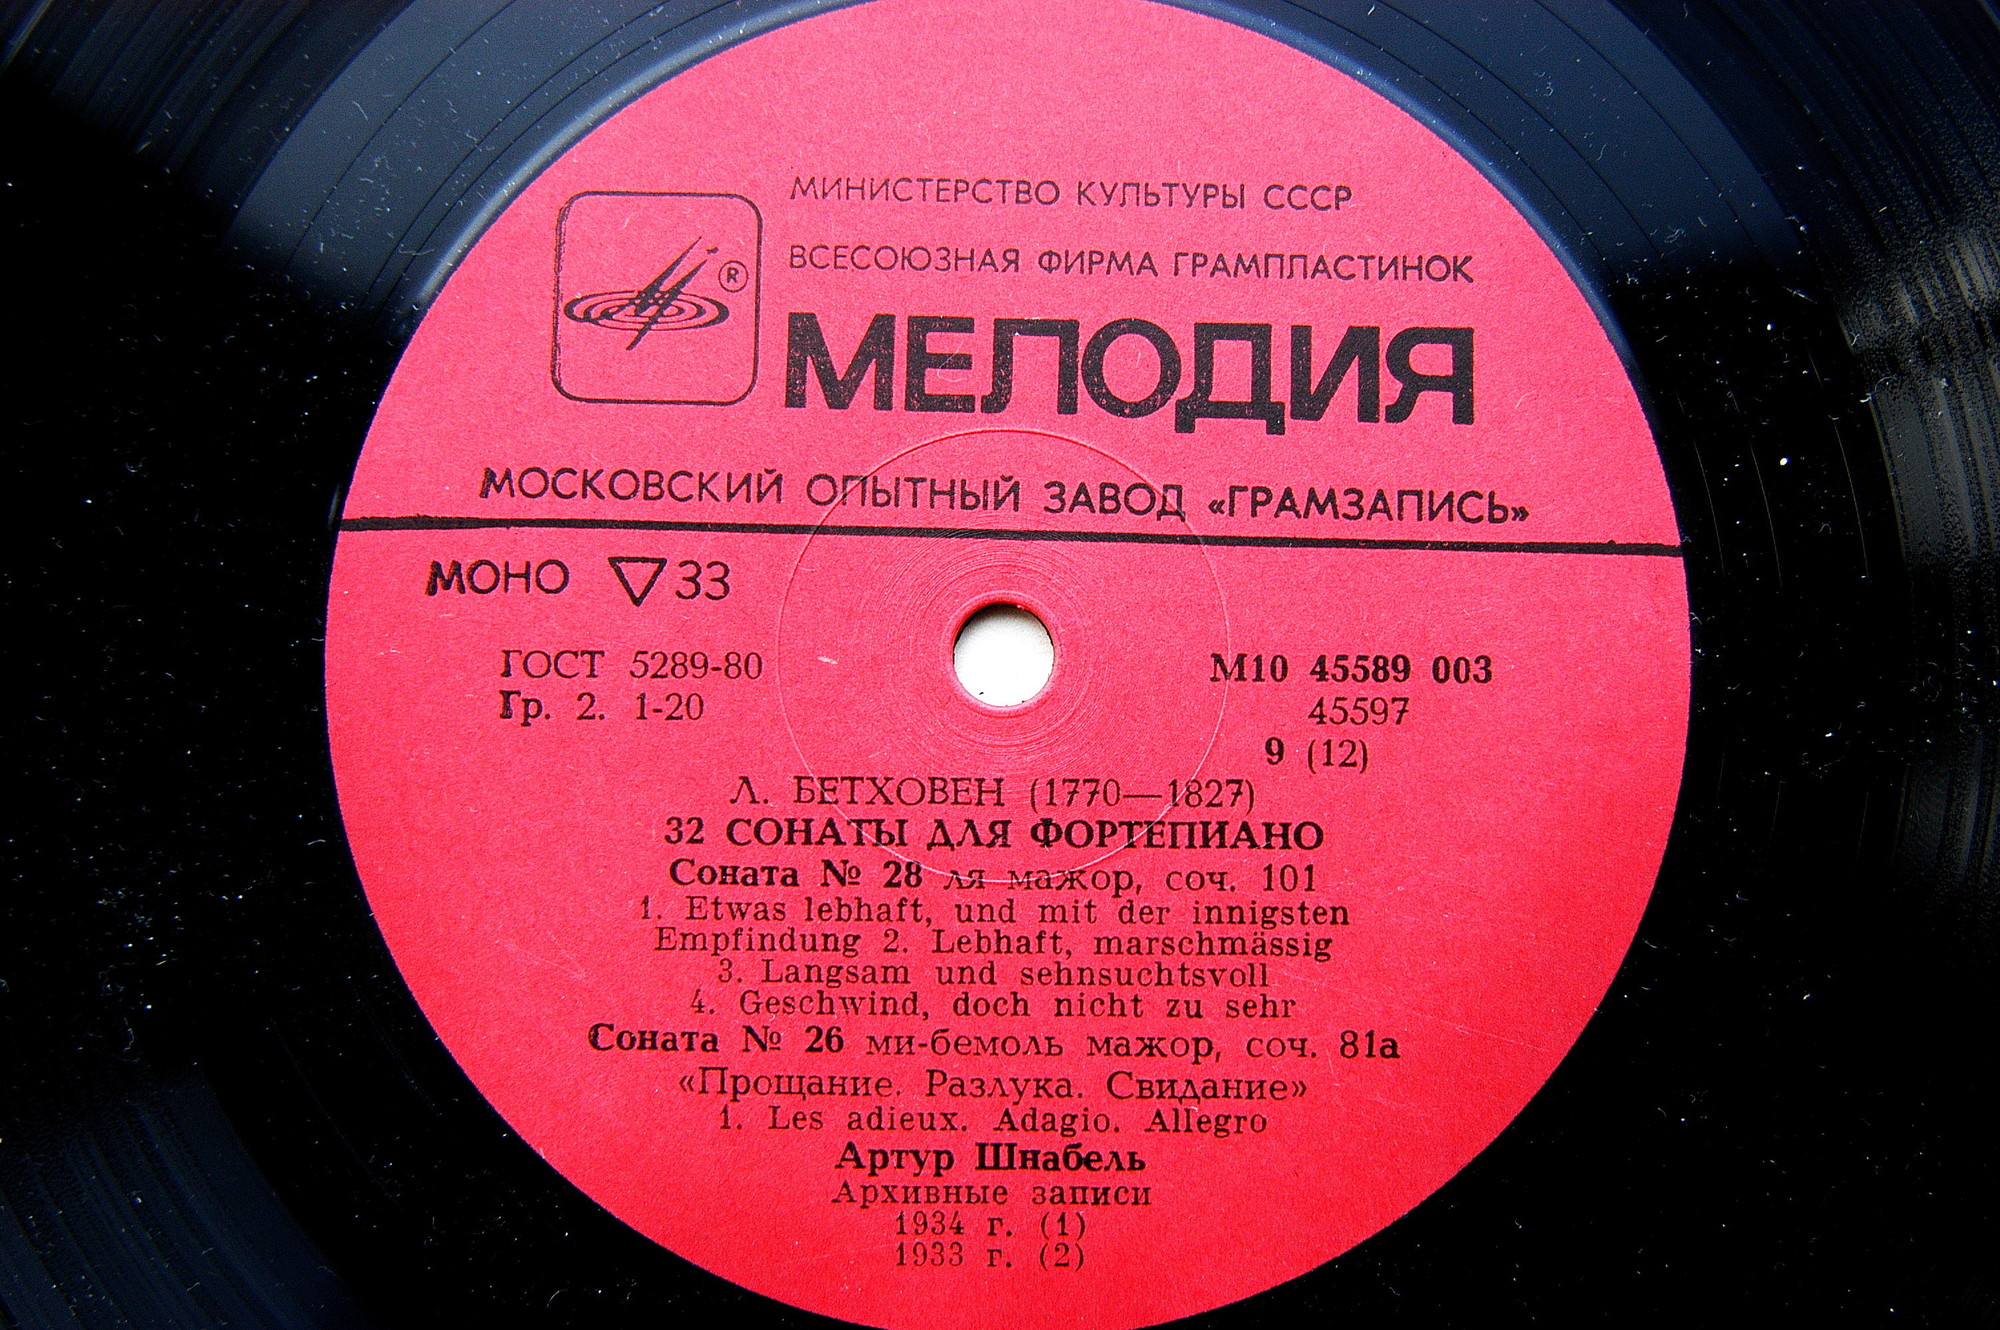 МИНИСТЕРСТВО КУЛЬТУРЫ СССР
ВСЕСОЮЗНАЯ ФИРМА ГРАМПЛАСТИНОК
®
МЕЛОДИЯ
МОСКОВСКИЙ ОПЫТНЫЙ ЗАВОД «ГРАМЗАПИСЬ»
МОНО ▽33
ГОСТ 5289-80
Гр. 2. 1-20
М10 45589 003
45597
9 (12)
Л. БЕТХОВЕН (1770—1827)
32 СОНАТЫ ДЛЯ ФОРТЕПИАНО
Соната № 28 ля мажор, соч. 101
1. Etwas lebhaft, und mit der innigsten
Empfindung 2. Lebhaft, marschmässig
3. Langsam und sehnsuchtsvoll
4. Geschwind, doch nicht zu sehr
Соната № 26 ми-бемоль мажор, соч. 81а
«Прощание. Разлука. Свидание»
1. Les adieux. Adagio. Allegro
Артур Шнабель
Архивные записи
1934 г. (1)
1933 г. (2)